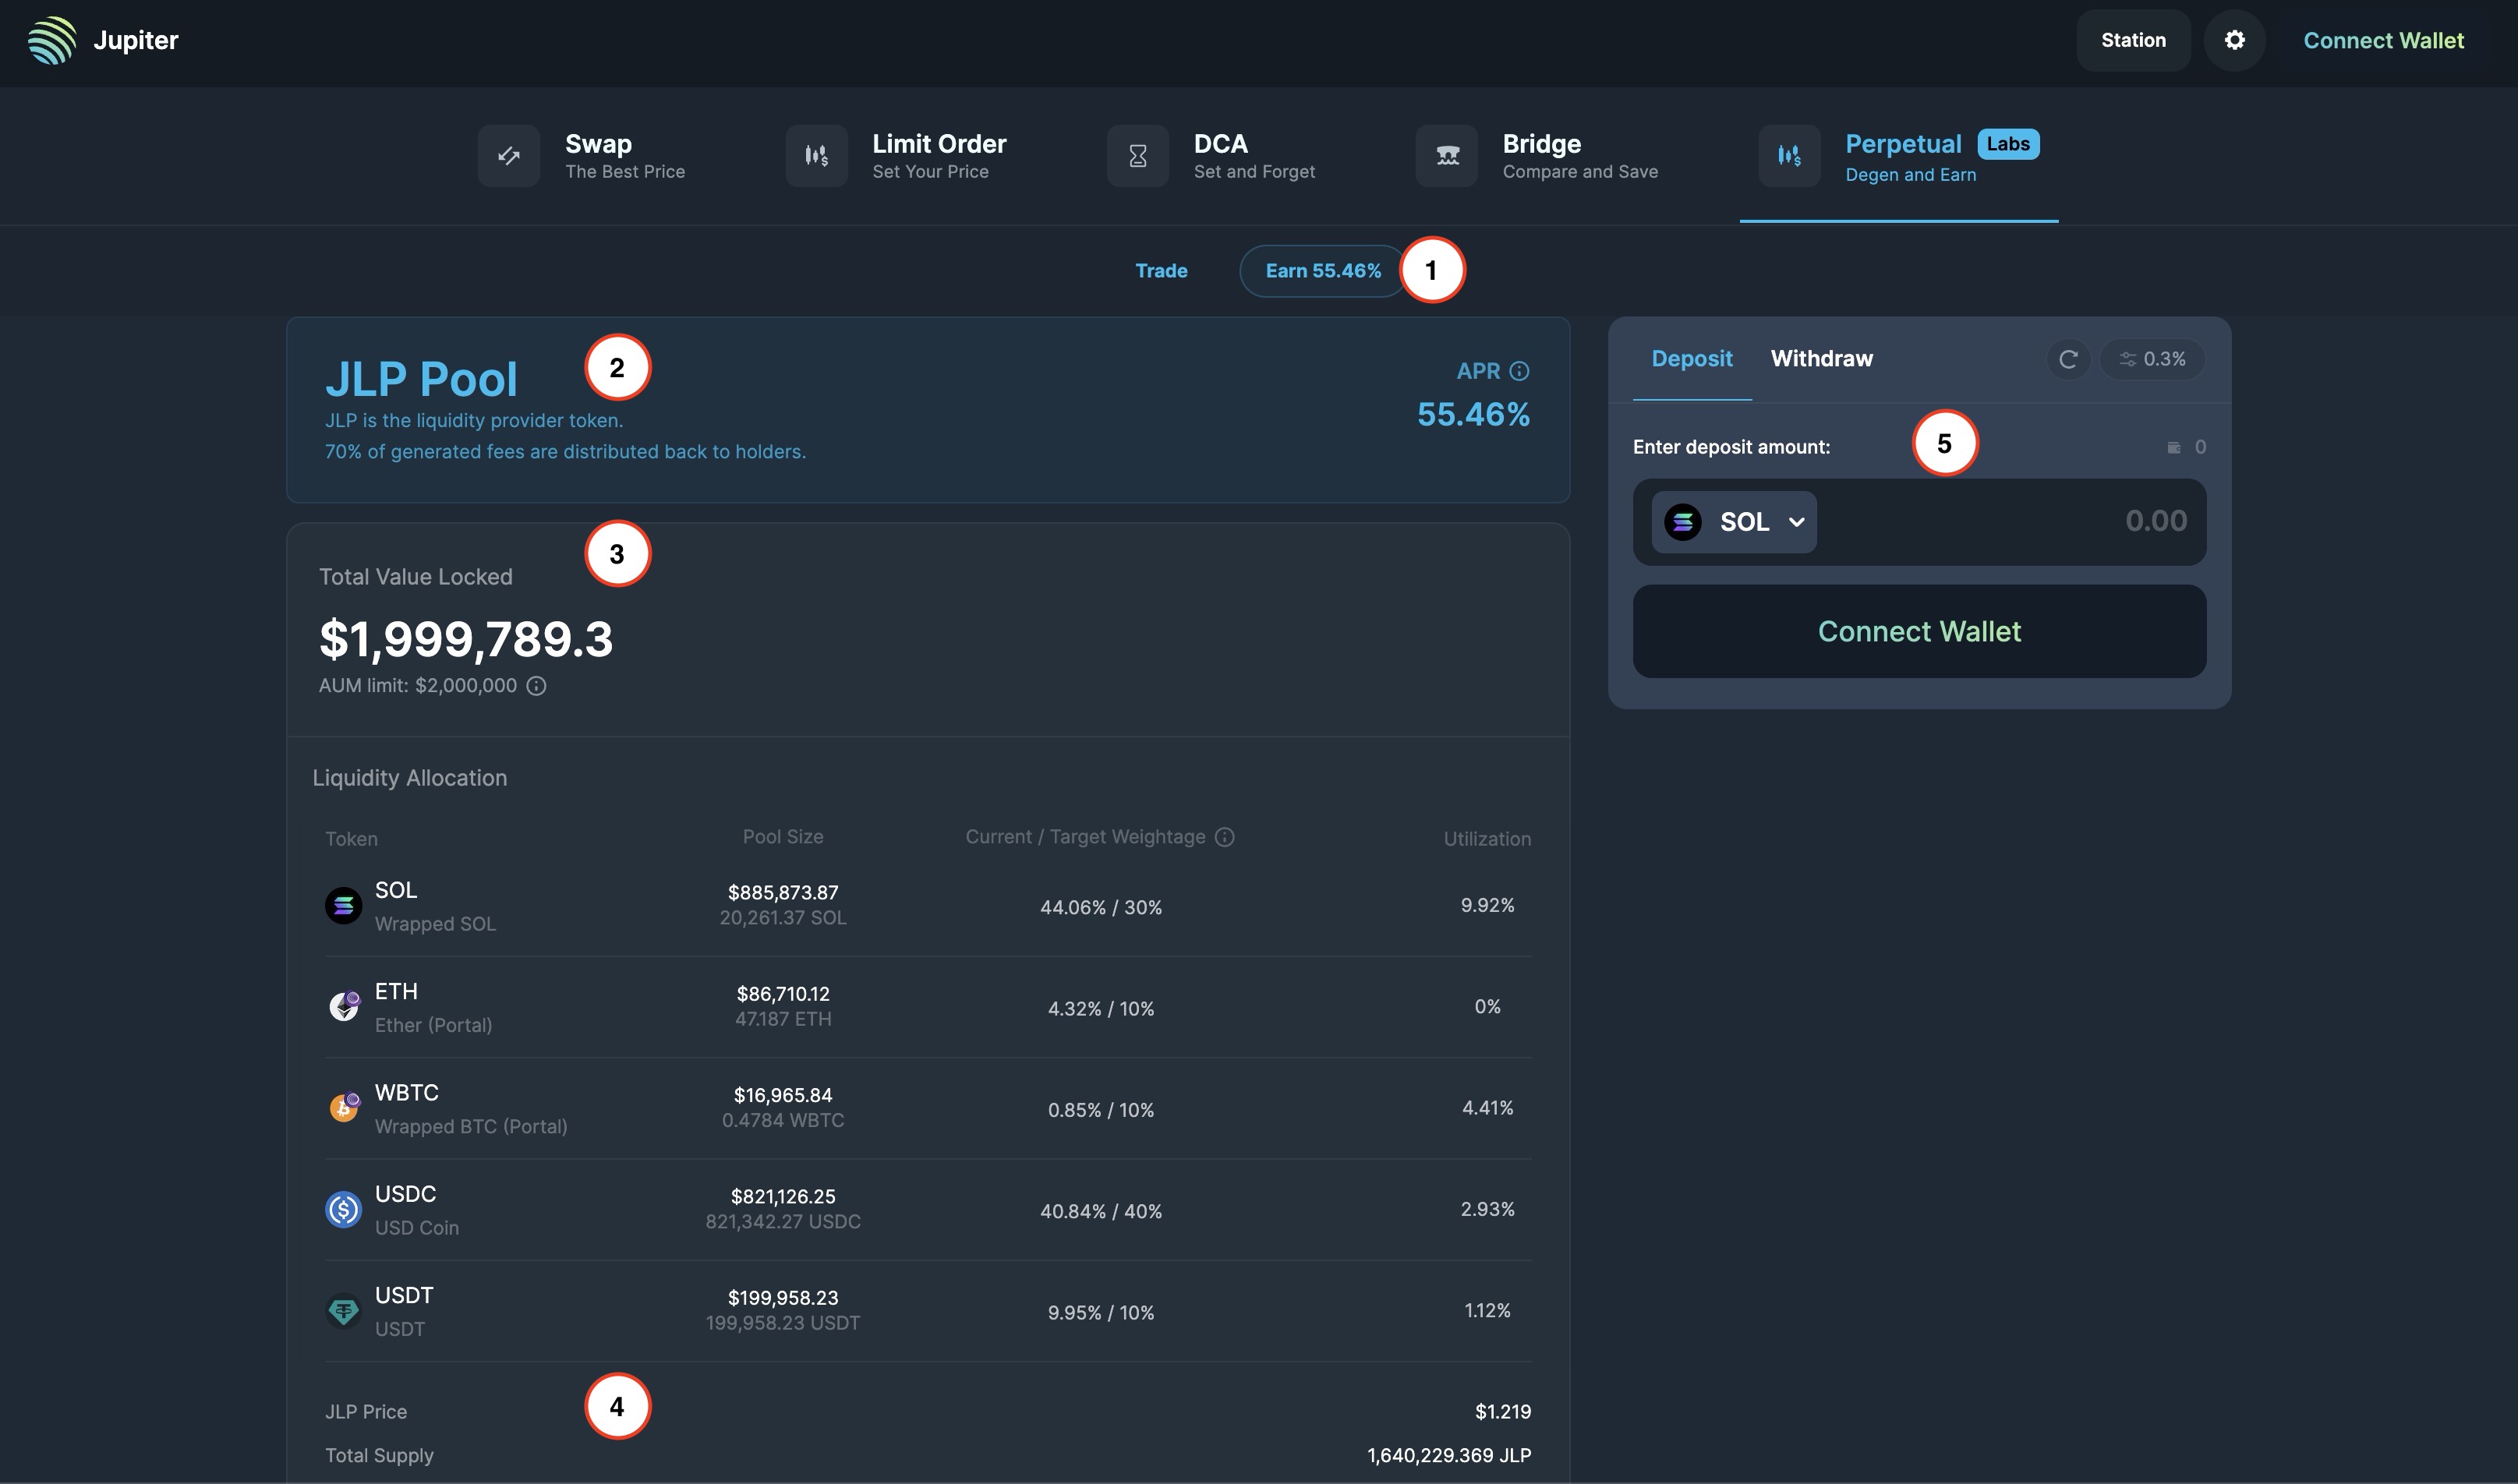 Jupiter
Station
Connect Wallet
Swap
The Best Price
Limit Order
Set Your Price
DCA
Set and Forget
Bridge
Compare and Save
Perpetual Labs
Degen and Earn
Trade
Earn 55.46%
1
JLP Pool
2
JLP is the liquidity provider token.
70% of generated fees are distributed back to holders.
APR
55.46%
3
Total Value Locked
$1,999,789.3
AUM limit: $2,000,000
Liquidity Allocation
Token Pool Size Current / Target Weightage Utilization
SOL
Wrapped SOL
$885,873.87
20,261.37 SOL
44.06% / 30%
9.92%
ETH
Ether (Portal)
$86,710.12
47.187 ETH
4.32% / 10%
0%
WBTC
Wrapped BTC (Portal)
$16,965.84
0.4784 WBTC
0.85% / 10%
4.41%
USDC
USD Coin
$821,126.25
821,342.27 USDC
40.84% / 40%
2.93%
USDT
USDT
$199,958.23
199,958.23 USDT
9.95% / 10%
1.12%
4
JLP Price $1.219
Total Supply 1,640,229.369 JLP
Deposit Withdraw 0.3%
5
Enter deposit amount: 0
SOL 0.00
Connect Wallet